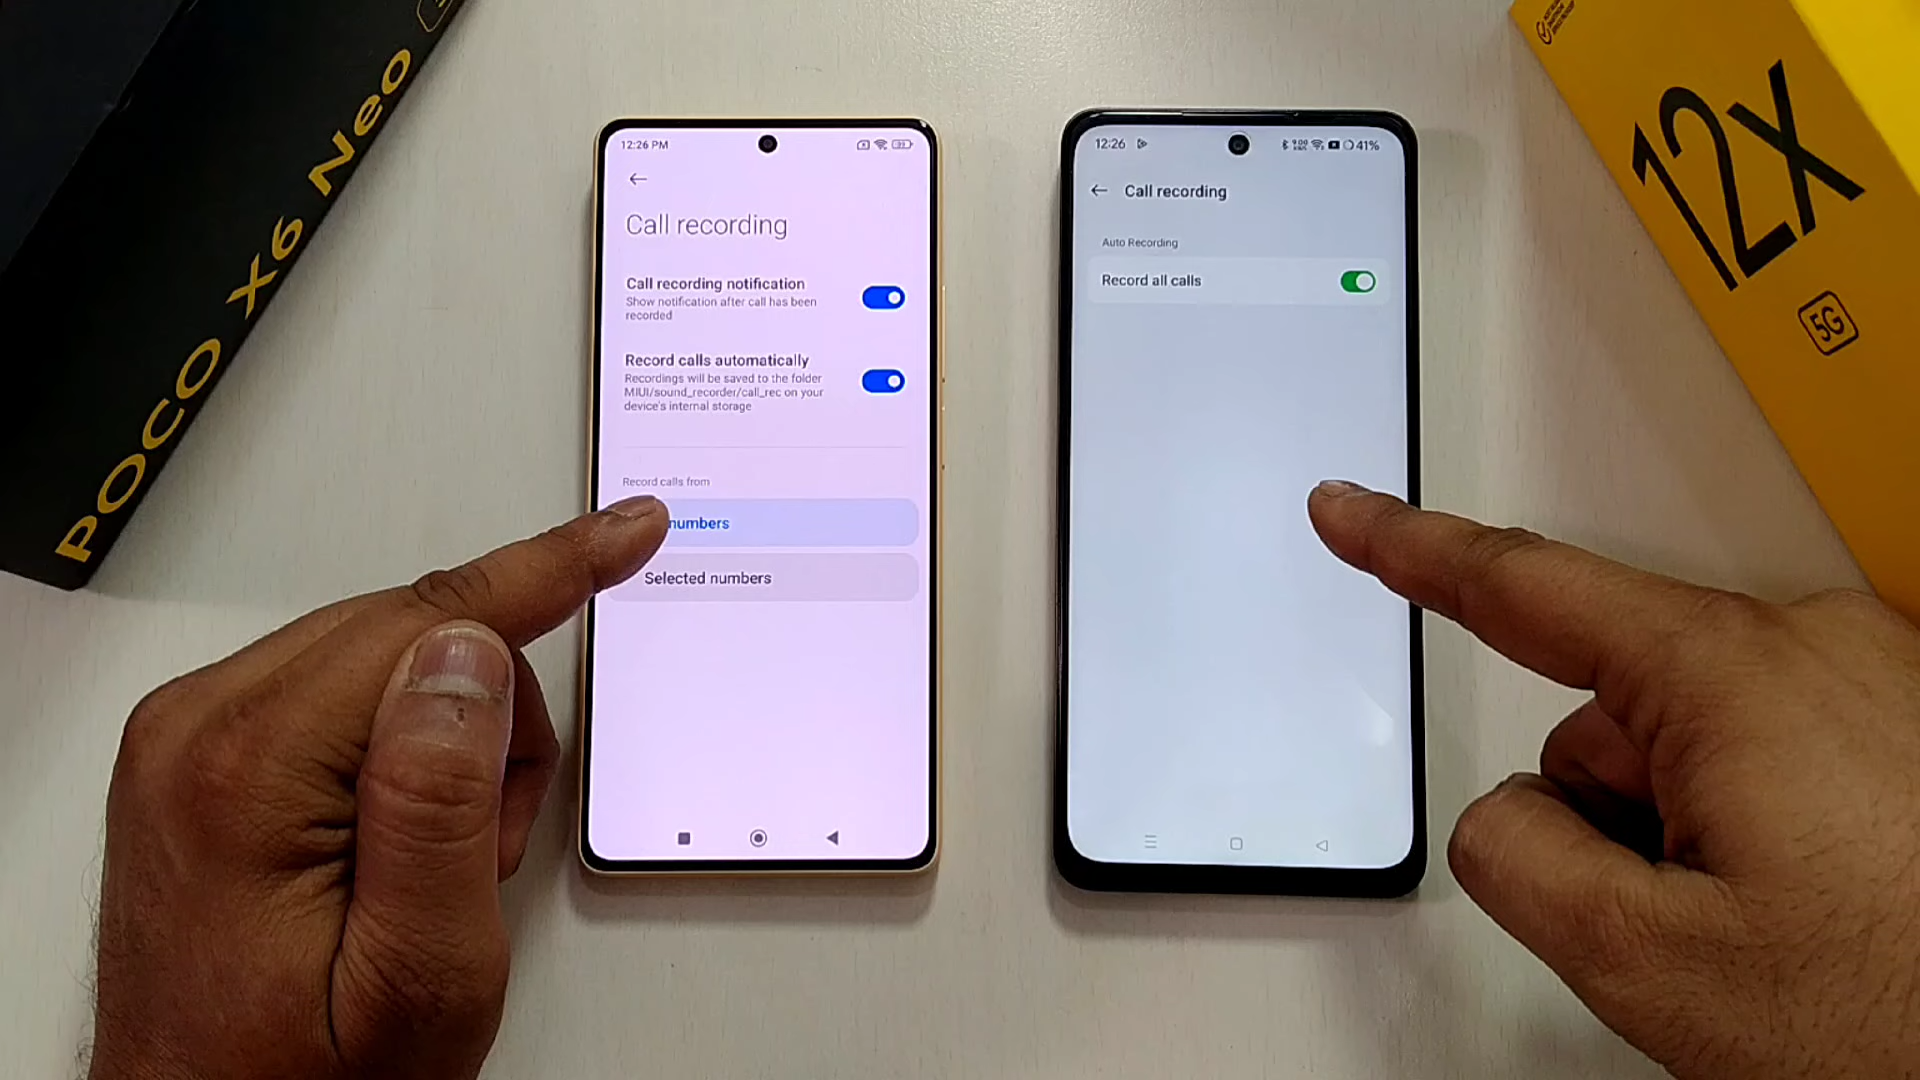 POCO X6 Neo
12:26 PM
Call recording
Call recording notification
Show notification after call has been
recorded
Record calls automatically
Recordings will be saved to the folder
MIUI/sound_recorder/call_rec on your
device's internal storage
Record calls from
numbers
Selected numbers
12:26
41%
Call recording
Auto Recording
Record all calls
12x
5G